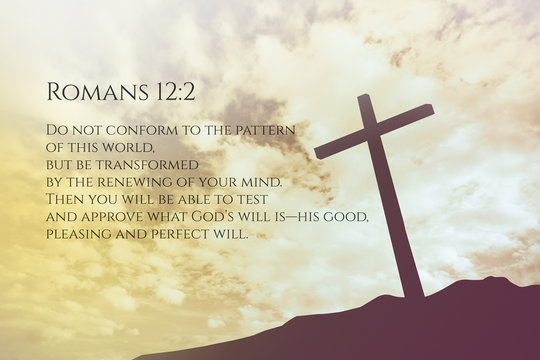 Romans 12:2
Do not conform to the pattern
of this world,
but be transformed
by the renewing of your mind.
Then you will be able to test
and approve what God’s will is—his good,
pleasing and perfect will.